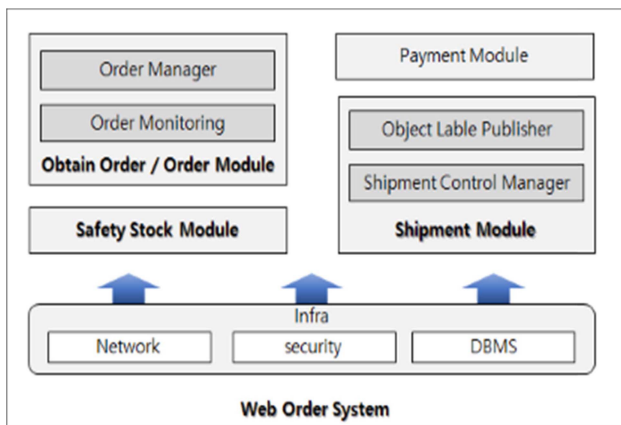 Order Manager
Order Monitoring
Obtain Order / Order Module
Safety Stock Module
Payment Module
Object Lable Publisher
Shipment Control Manager
Shipment Module
Infra
Network
security
DBMS
Web Order System